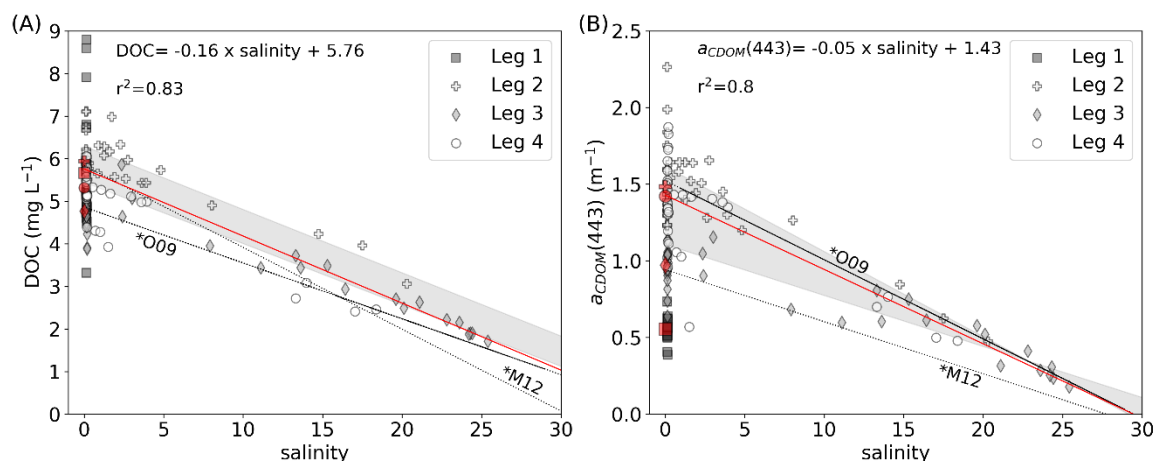 (A)
DOC= -0.16 x salinity + 5.76
r²=0.83
Leg 1
Leg 2
Leg 3
Leg 4
*O09
*M12
DOC (mg L⁻¹)
9
8
7
6
5
4
3
2
1
0
0 5 10 15 20 25 30
salinity
(B)
a_CDOM(443)= -0.05 x salinity + 1.43
r²=0.8
Leg 1
Leg 2
Leg 3
Leg 4
*O09
*M12
a_CDOM(443) (m⁻¹)
2.5
2.0
1.5
1.0
0.5
0.0
0 5 10 15 20 25 30
salinity